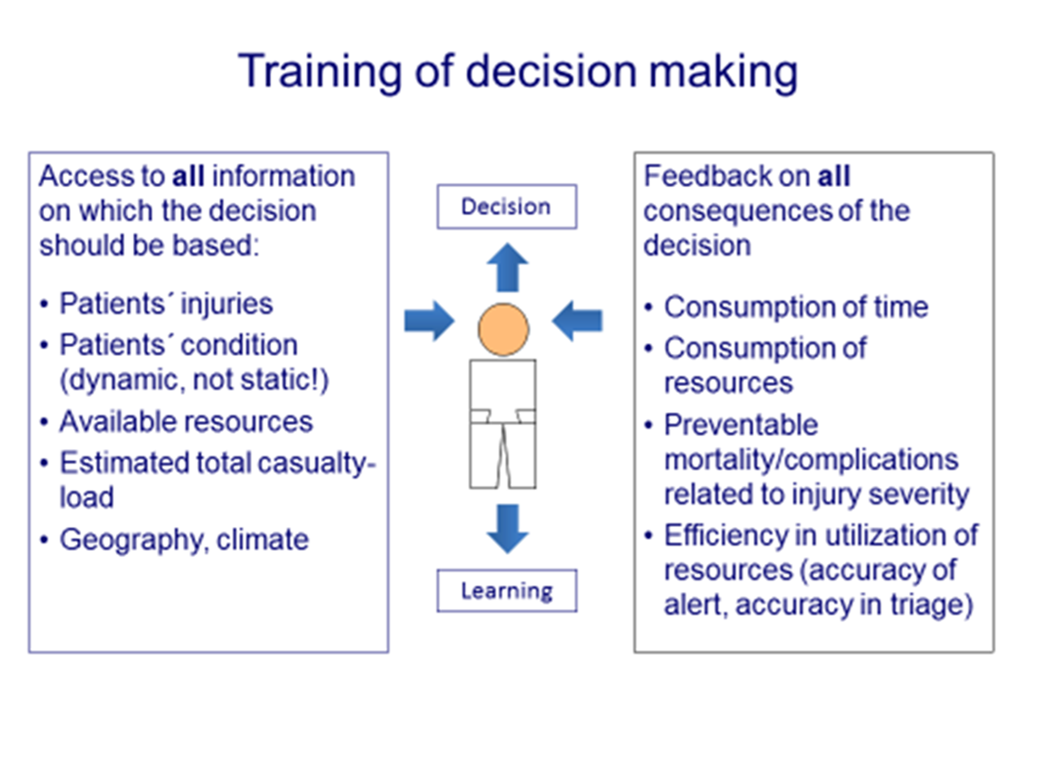 Training of decision making
Access to all information
on which the decision
should be based:
• Patients´ injuries
• Patients´ condition
(dynamic, not static!)
• Available resources
• Estimated total casualty-
load
• Geography, climate
Decision
Learning
Feedback on all
consequences of the
decision
• Consumption of time
• Consumption of
resources
• Preventable
mortality/complications
related to injury severity
• Efficiency in utilization of
resources (accuracy of
alert, accuracy in triage)